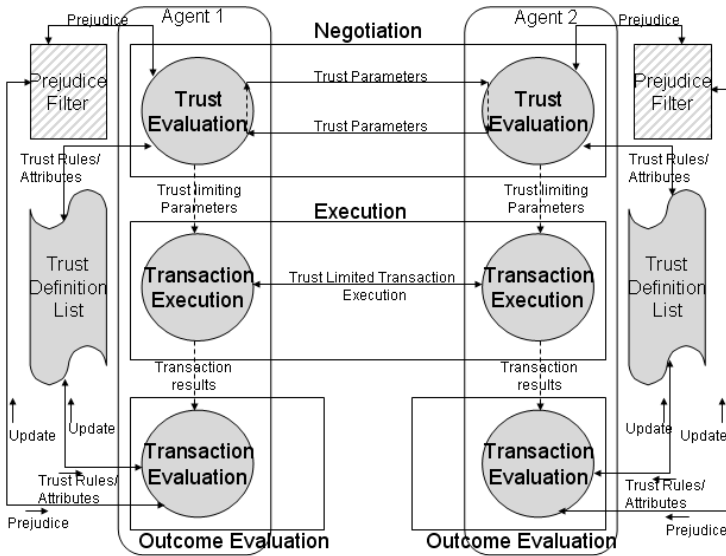 Agent 1
Agent 2
Prejudice
Prejudice
Negotiation
Prejudice
Filter
Trust
Evaluation
Trust Parameters
Trust Parameters
Trust
Evaluation
Prejudice
Filter
Trust Rules/
Attributes
Trust Rules/
Attributes
Trust limiting
Parameters
Trust limiting
Parameters
Execution
Trust
Definition
List
Transaction
Execution
Trust Limited Transaction
Execution
Transaction
Execution
Trust
Definition
List
Transaction
results
Transaction
results
Update
Update
Transaction
Evaluation
Transaction
Evaluation
Update
Update
Trust Rules/
Attributes
Trust Rules/
Attributes
Prejudice
Prejudice
Outcome Evaluation
Outcome Evaluation